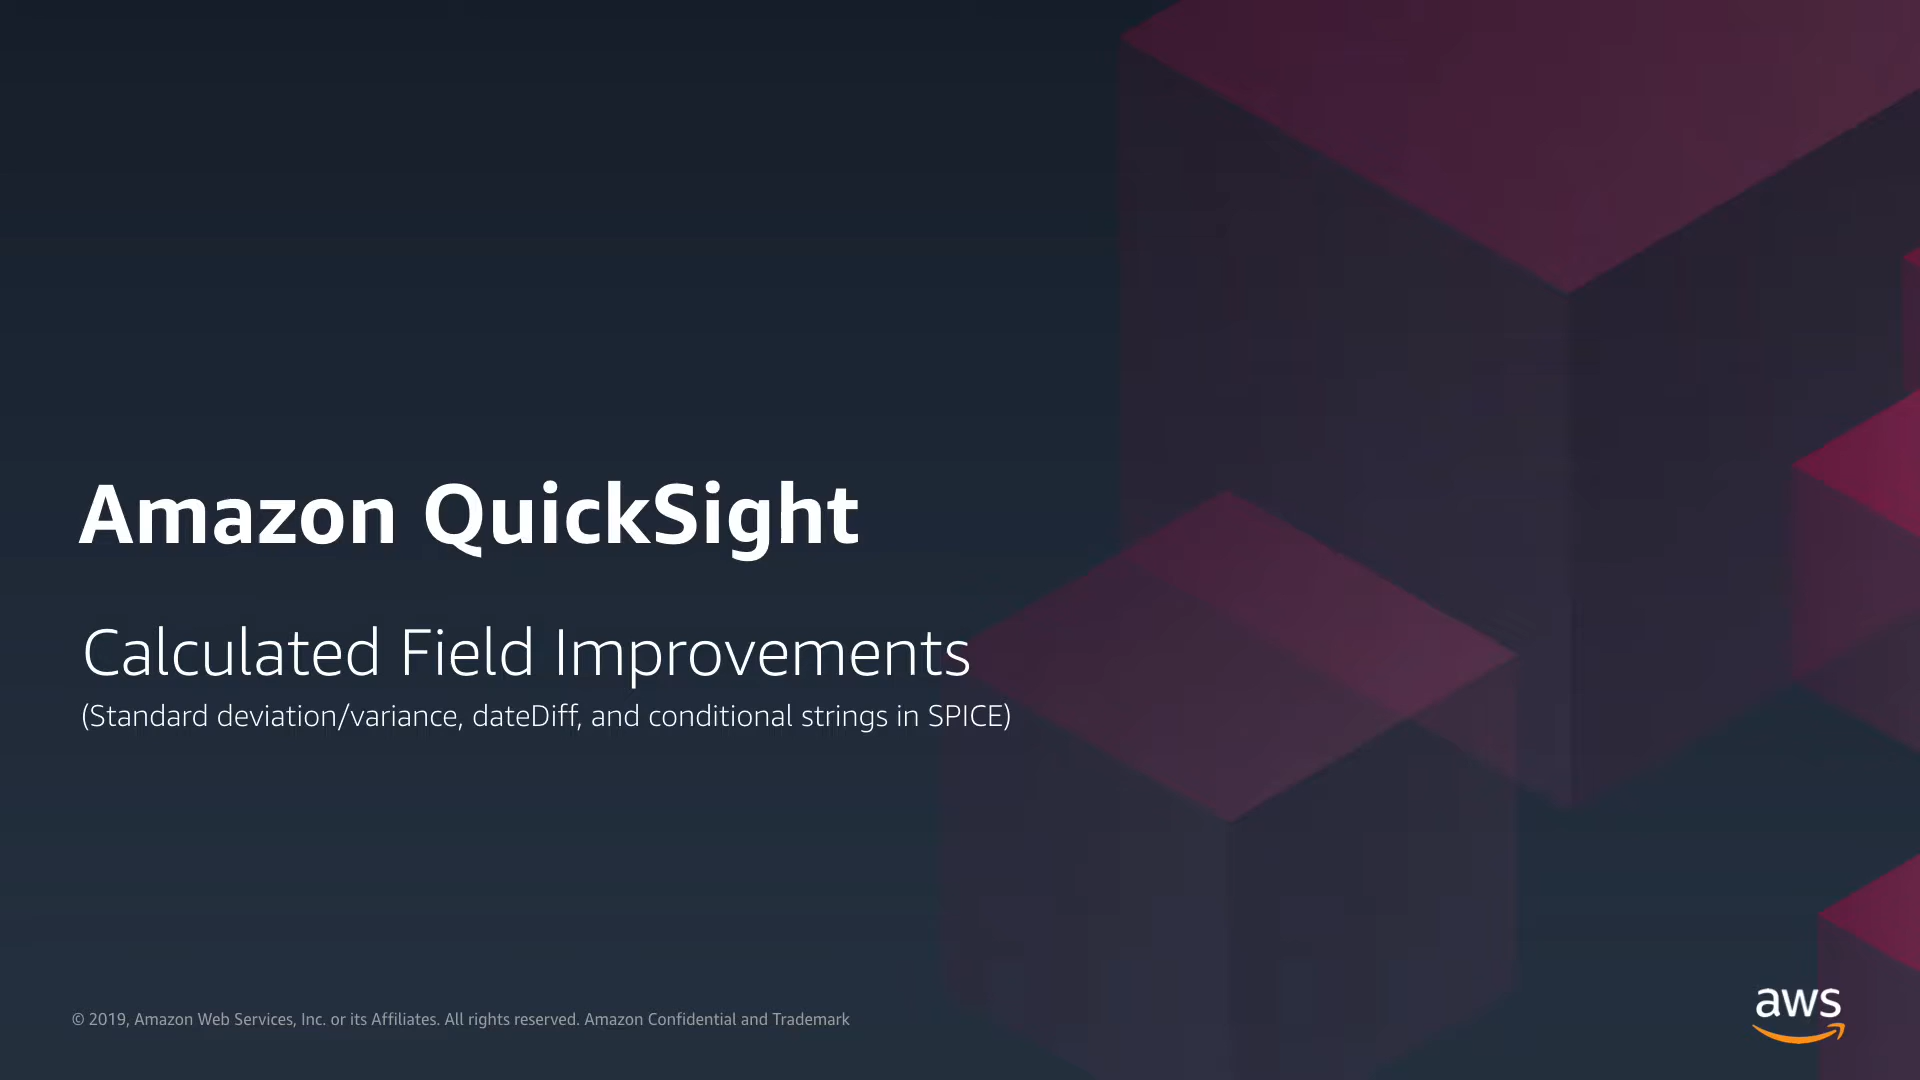 Amazon QuickSight
Calculated Field Improvements
(Standard deviation/variance, dateDiff, and conditional strings in SPICE)
© 2019, Amazon Web Services, Inc. or its Affiliates. All rights reserved. Amazon Confidential and Trademark
aws